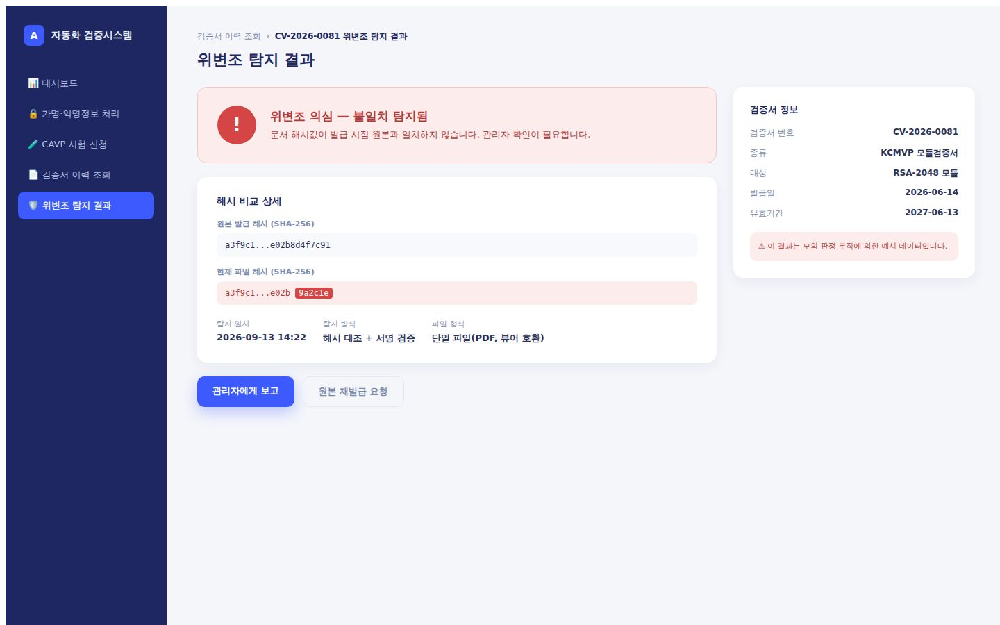 A 자동화 검증시스템
📊 대시보드
🔒 가명·익명정보 처리
🧪 CAVP 시험 신청
📄 검증서 이력 조회
🛡️ 위변조 탐지 결과
검증서 이력 조회 › CV-2026-0081 위변조 탐지 결과
위변조 탐지 결과
!
위변조 의심 — 불일치 탐지됨
문서 해시값이 발급 시점 원본과 일치하지 않습니다. 관리자 확인이 필요합니다.
해시 비교 상세
원본 발급 해시 (SHA-256)
a3f9c1...e02b8d4f7c91
현재 파일 해시 (SHA-256)
a3f9c1...e02b 9a2c1e
탐지 일시 탐지 방식 파일 형식
2026-09-13 14:22 해시 대조 + 서명 검증 단일 파일(PDF, 뷰어 호환)
관리자에게 보고 원본 재발급 요청
검증서 정보
검증서 번호 CV-2026-0081
종류 KCMVP 모듈검증서
대상 RSA-2048 모듈
발급일 2026-06-14
유효기간 2027-06-13
⚠ 이 결과는 모의 판정 로직에 의한 예시 데이터입니다.